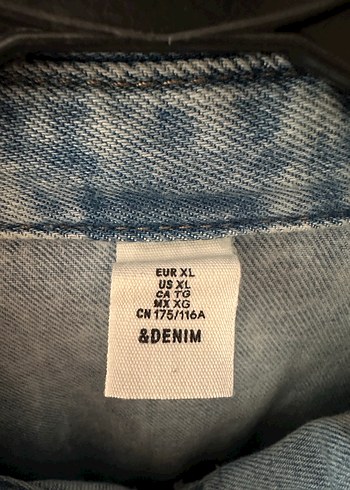 EUR XL
US XL
CA TG
MX XG
CN 175/116A
&DENIM